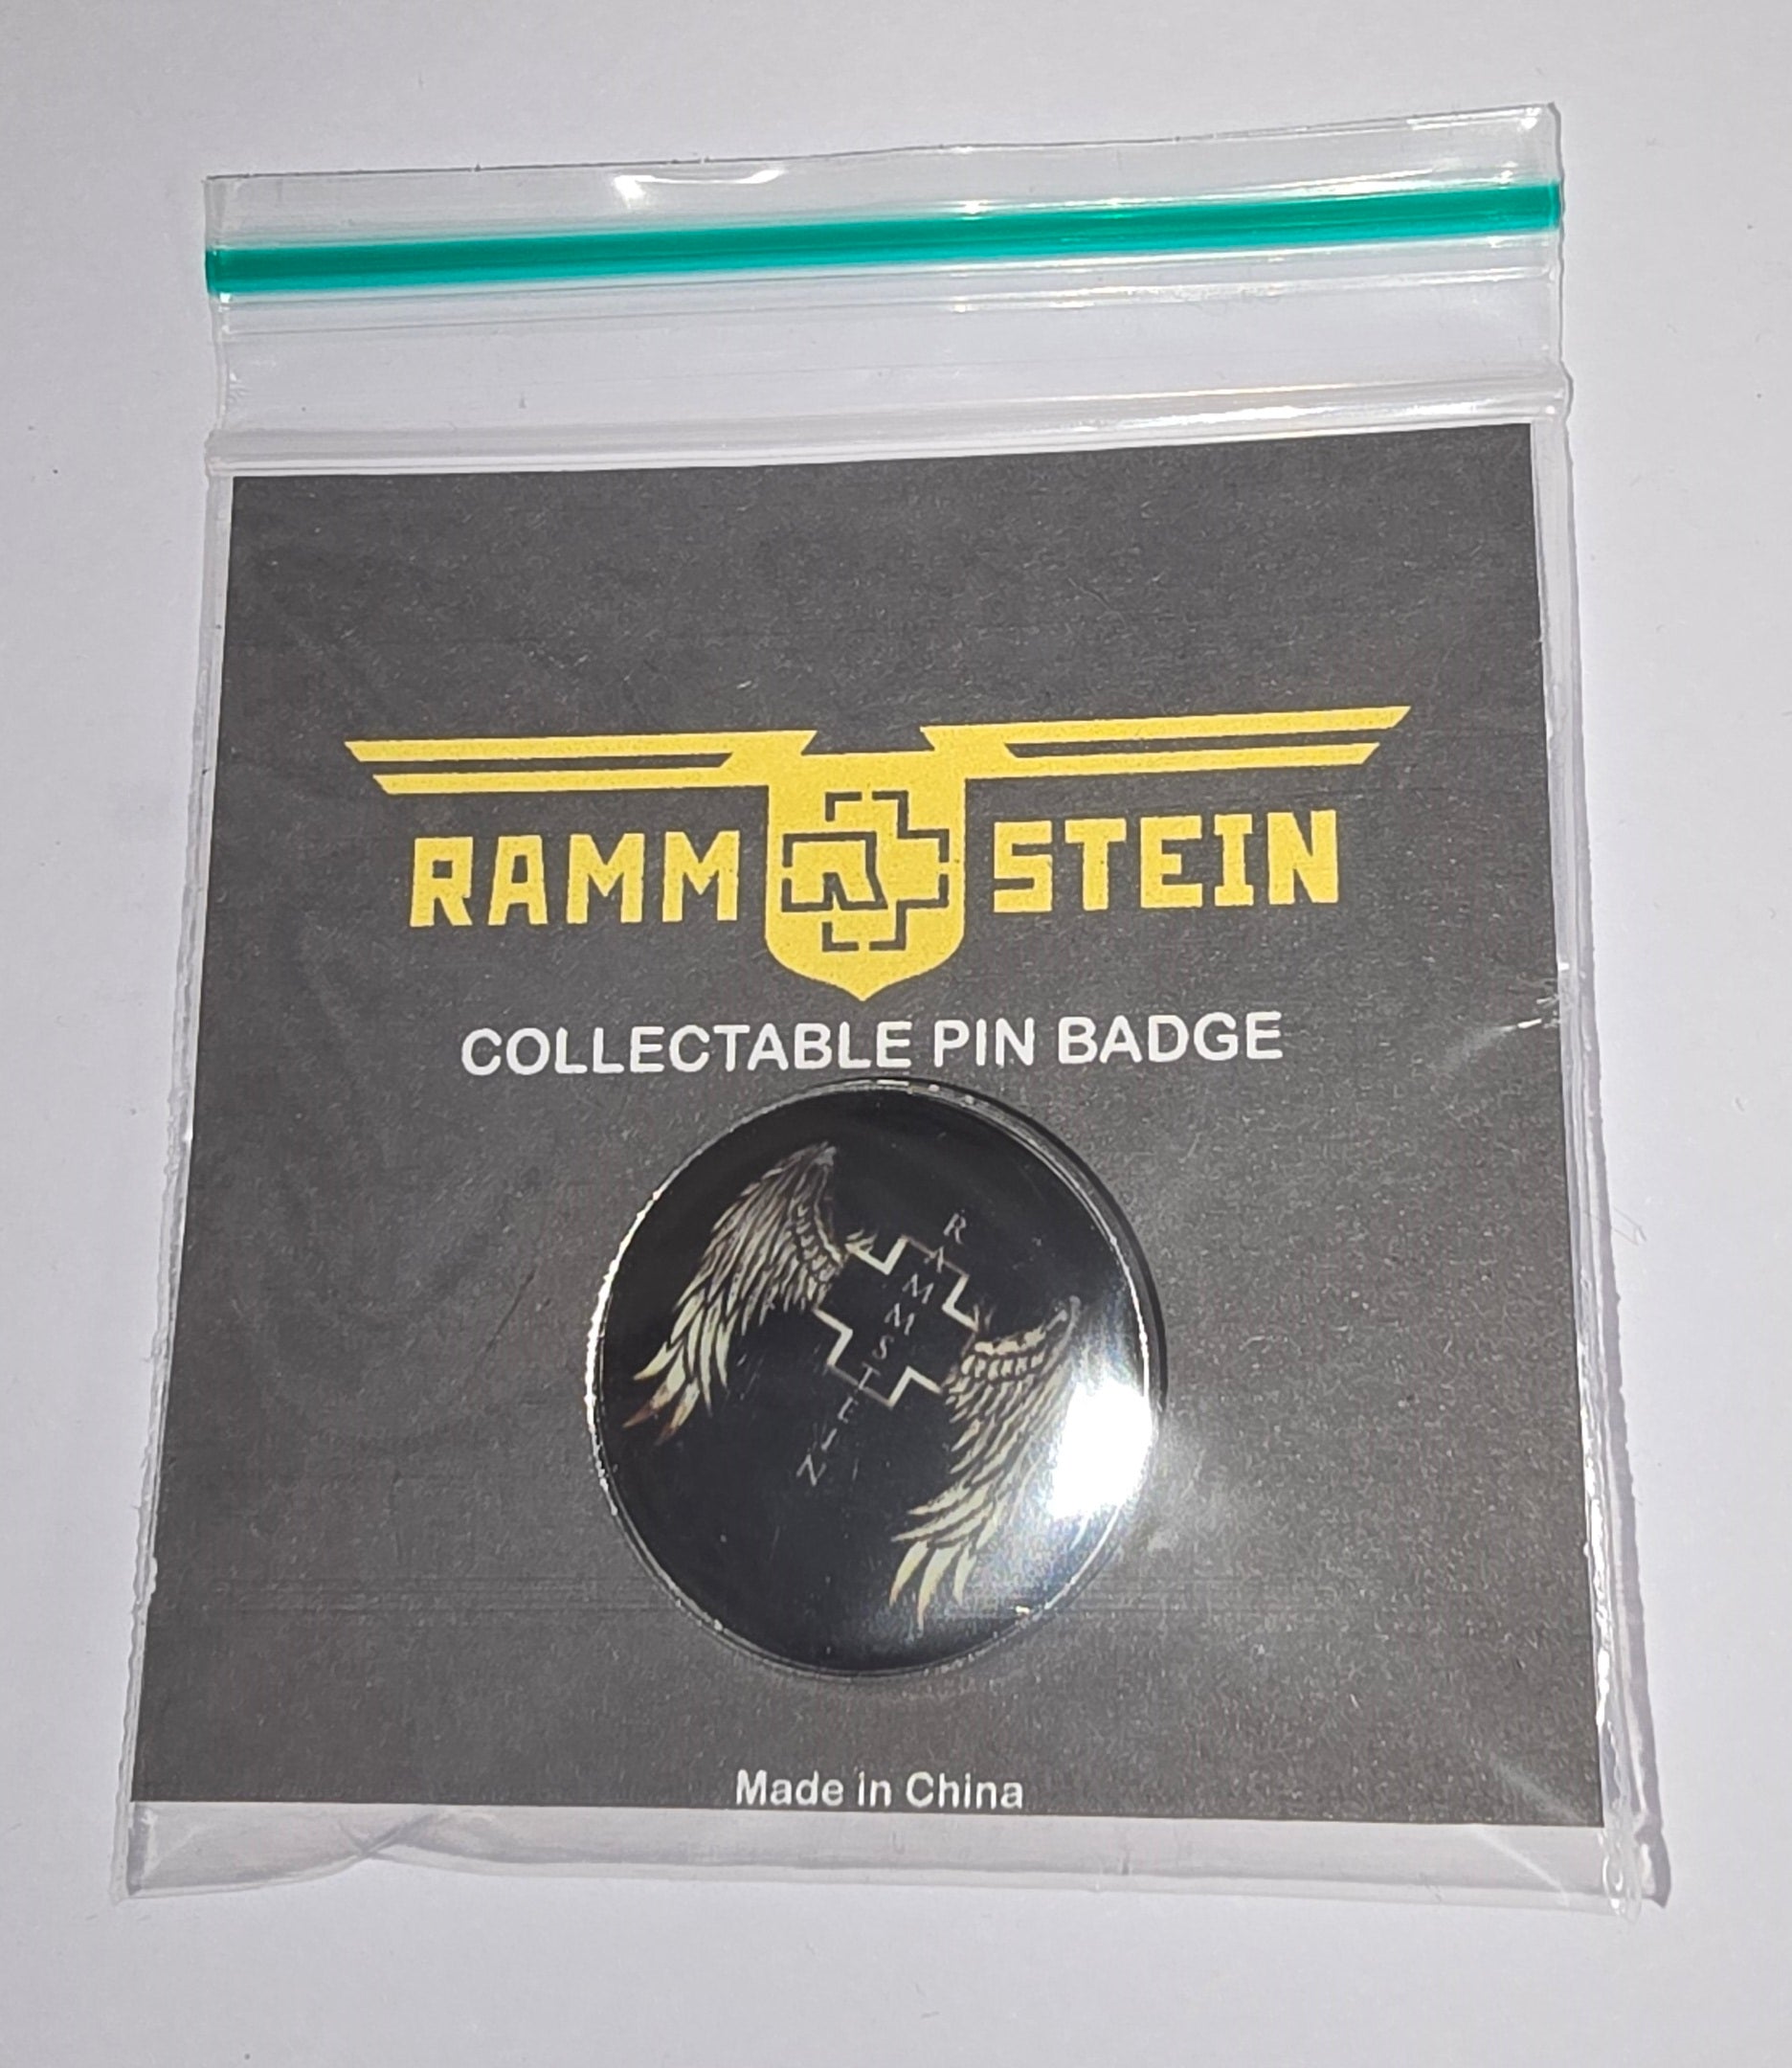 RAMM STEIN
COLLECTABLE PIN BADGE
RAMMSTEIN
Made in China